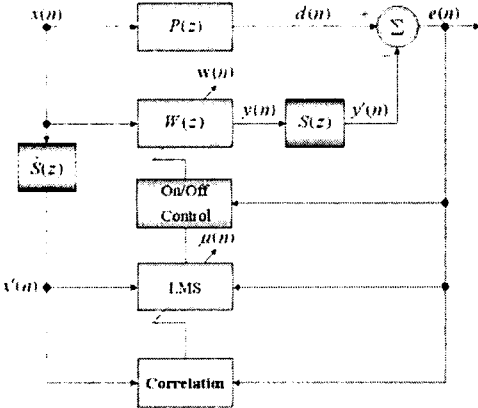 x(n)
P(z)
d(n)
+
Σ
e(n)
−
w(n)
W(z)
y(n)
S(z)
y'(n)
Ŝ(z)
On/Off
Control
μ(n)
x'(n)
LMS
Correlation